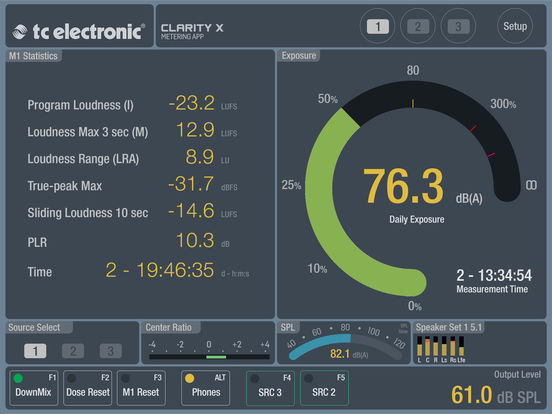 tc electronic®
CLARITY X
METERING APP
1
2
3
Setup
M1 Statistics
Program Loudness (I) -23.2 LUFS
Loudness Max 3 sec (M) 12.9 LUFS
Loudness Range (LRA) 8.9 LU
True-peak Max -31.7 dBFS
Sliding Loudness 10 sec -14.6 LUFS
PLR 10.3 dB
Time 2 - 19:46:35 d - h:m:s
Exposure
80
50%
300%
25%
∞
10%
0%
76.3 dB(A)
Daily Exposure
2 - 13:34:54
Measurement Time
Source Select
1 2 3
Center Ratio
-4 -2 0 +2 +4
SPL
40 60 80 100 120
SPL
Slow
82.1 dB(A)
Speaker Set 1 5.1
L C R Ls Rs Lfe
F1
DownMix
F2
Dose Reset
F3
M1 Reset
ALT
Phones
F4
SRC 3
F5
SRC 2
Output Level
61.0 dB SPL